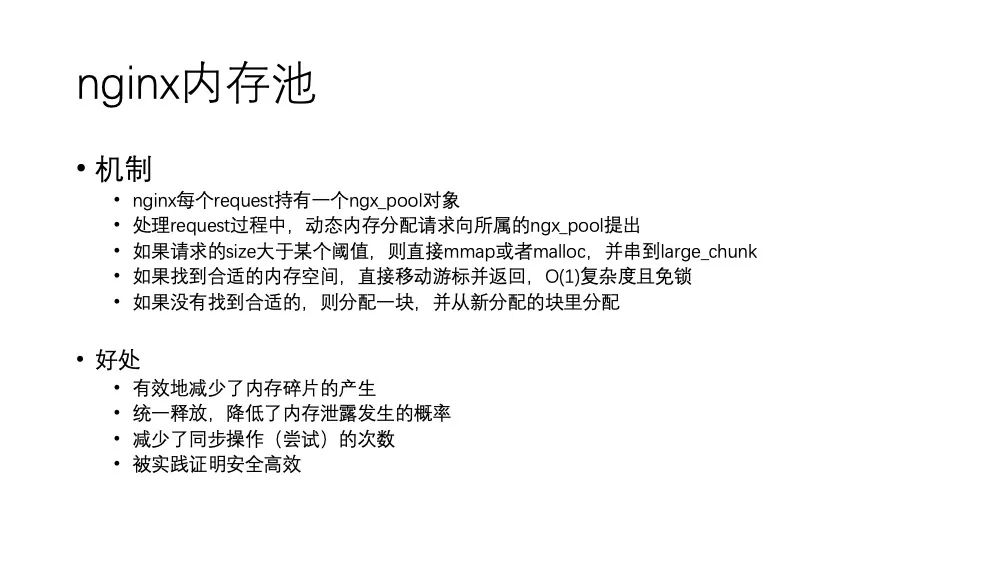 nginx内存池
• 机制
• nginx每个request持有一个ngx_pool对象
• 处理request过程中，动态内存分配请求向所属的ngx_pool提出
• 如果请求的size大于某个阈值，则直接mmap或者malloc，并串到large_chunk
• 如果找到合适的内存空间，直接移动游标并返回，O(1)复杂度且免锁
• 如果没有找到合适的，则分配一块，并从新分配的块里分配
• 好处
• 有效地减少了内存碎片的产生
• 统一释放，降低了内存泄露发生的概率
• 减少了同步操作（尝试）的次数
• 被实践证明安全高效